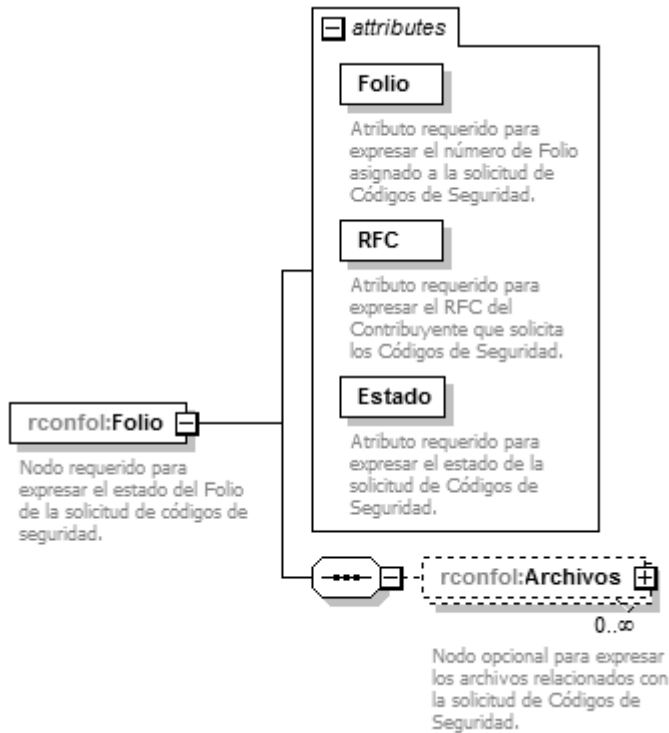 attributes
Folio
Atributo requerido para
expresar el número de Folio
asignado a la solicitud de
Códigos de Seguridad.
RFC
Atributo requerido para
expresar el RFC del
Contribuyente que solicita
los Códigos de Seguridad.
Estado
Atributo requerido para
expresar el estado de la
solicitud de Códigos de
Seguridad.
rconfol:Folio
Nodo requerido para
expresar el estado del Folio
de la solicitud de códigos de
seguridad.
rconfol:Archivos
0..∞
Nodo opcional para expresar
los archivos relacionados con
la solicitud de Códigos de
Seguridad.